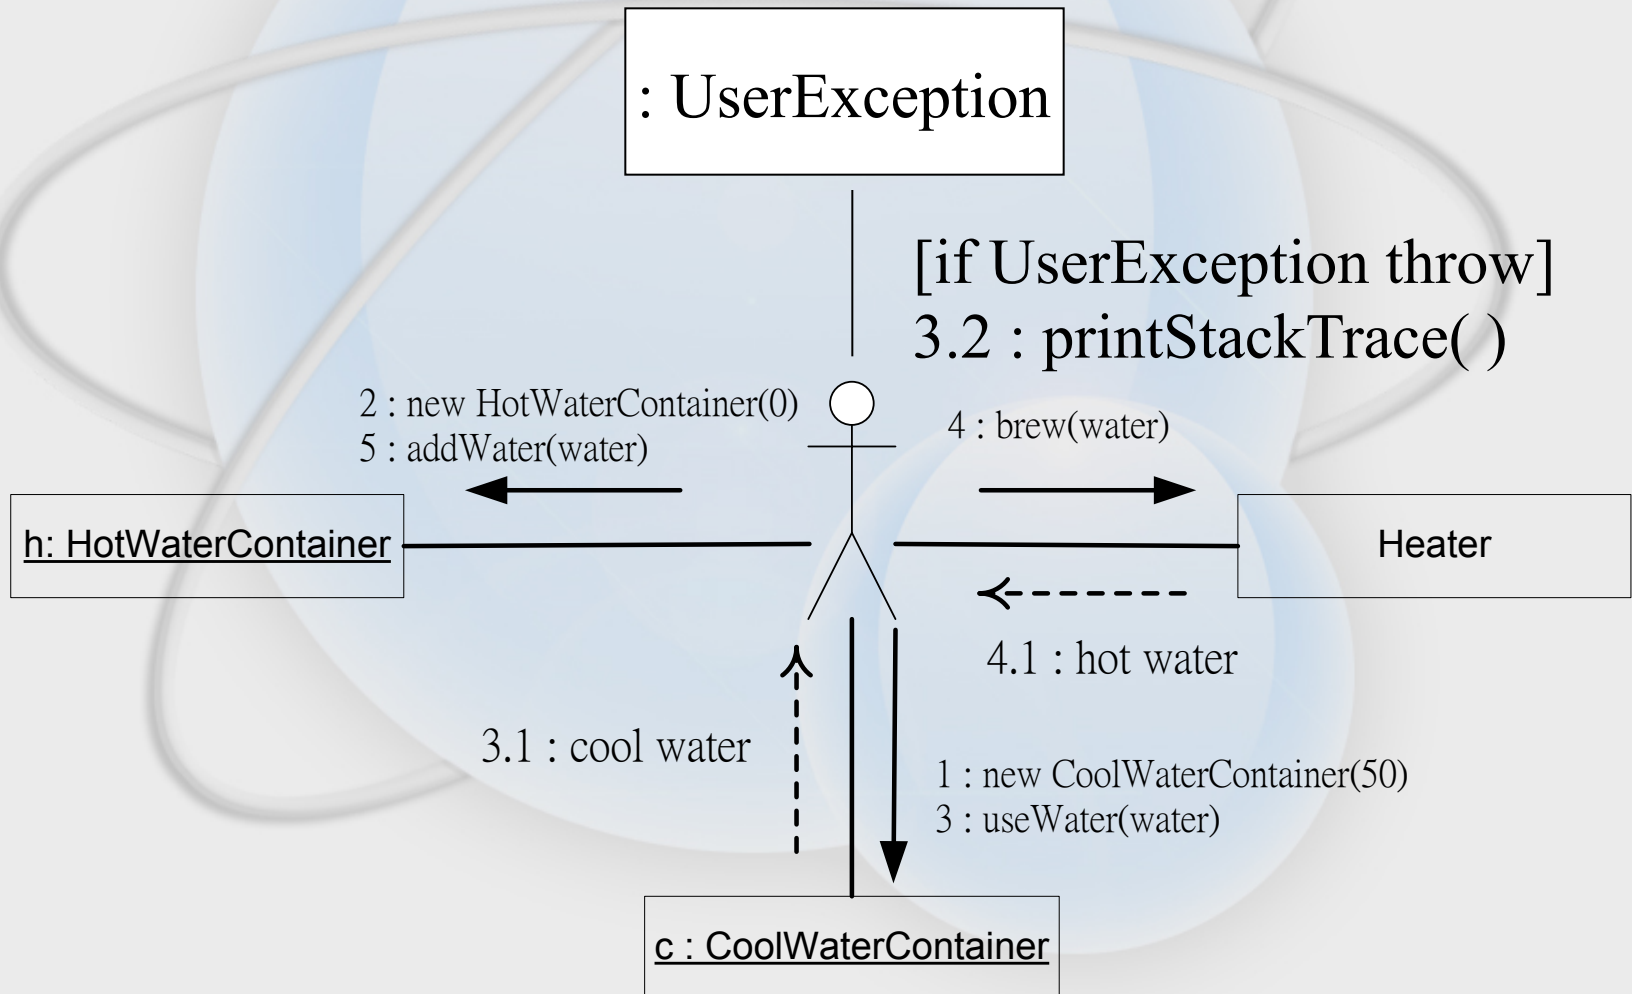 : UserException
[if UserException throw]
3.2 : printStackTrace( )
2 : new HotWaterContainer(0)
5 : addWater(water)
4 : brew(water)
h: HotWaterContainer
Heater
4.1 : hot water
3.1 : cool water
1 : new CoolWaterContainer(50)
3 : useWater(water)
c : CoolWaterContainer